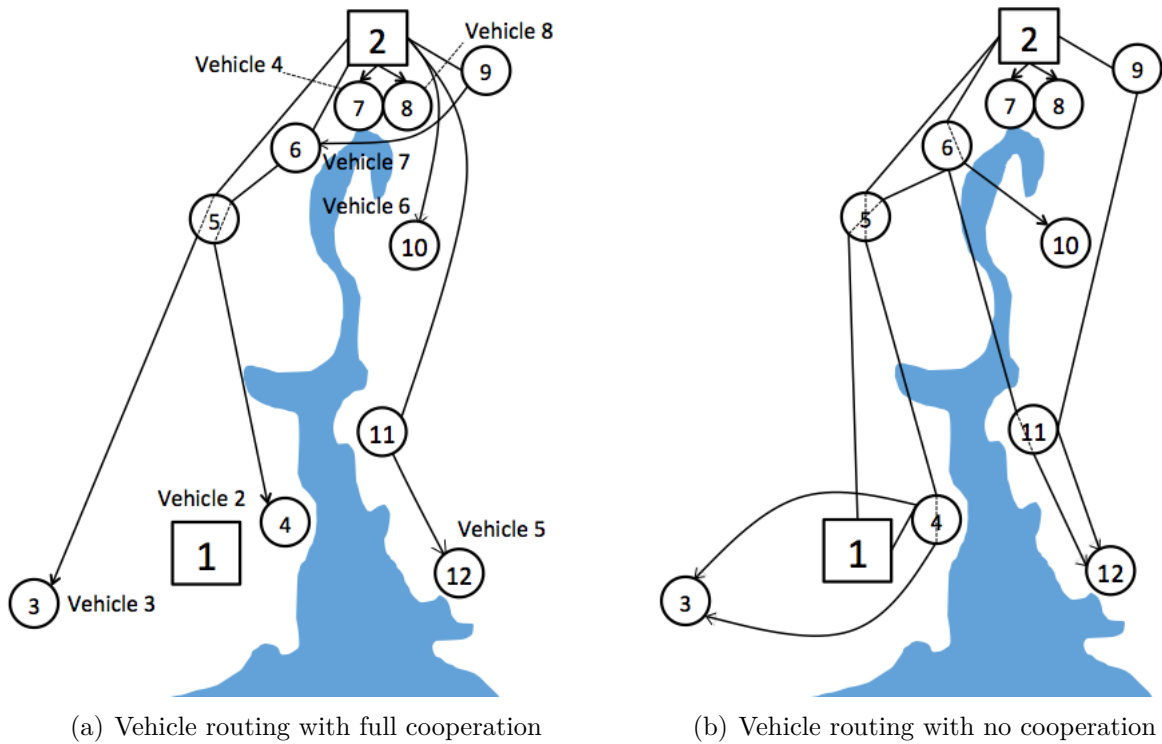 2
Vehicle 8
Vehicle 4
9
7
8
6
Vehicle 7
Vehicle 6
5
10
11
Vehicle 2
4
Vehicle 5
1
12
3
Vehicle 3
(a) Vehicle routing with full cooperation
2
9
7
8
6
5
10
11
4
1
12
3
(b) Vehicle routing with no cooperation